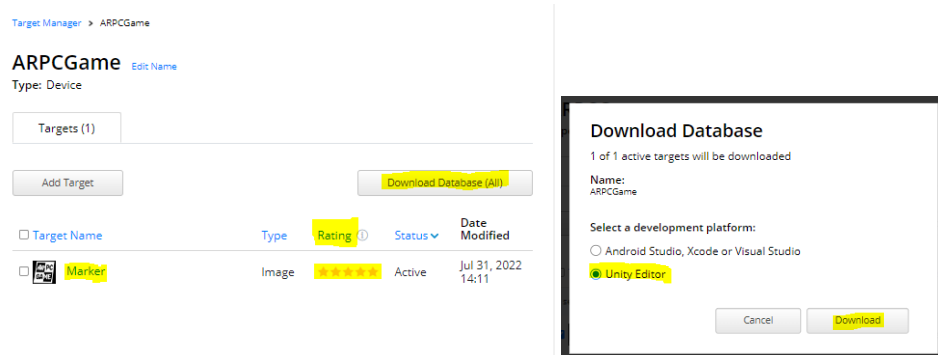 Target Manager > ARPCGame
ARPCGame Edit Name
Type: Device
Targets (1)
Add Target
Download Database (All)
Target Name
Type
Rating
Status
Date Modified
ARPC GAME
Marker
Image
Active
Jul 31, 2022
14:11
Download Database
1 of 1 active targets will be downloaded
Name:
ARPCGame
Select a development platform:
Android Studio, Xcode or Visual Studio
Unity Editor
Cancel
Download